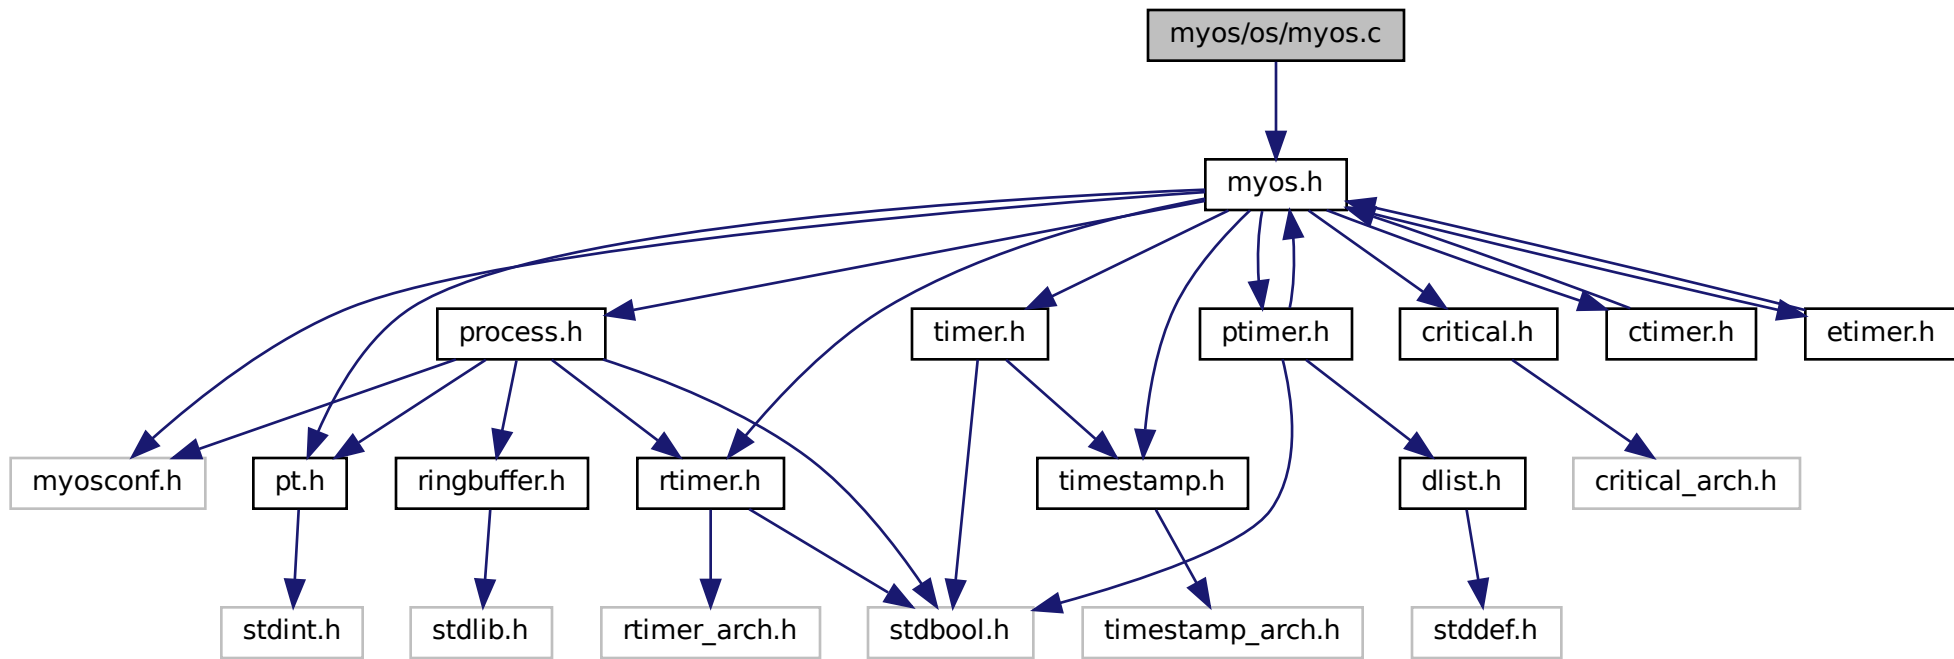 myos/os/myos.c
myos.h
process.h
timer.h
ptimer.h
critical.h
ctimer.h
etimer.h
myosconf.h
pt.h
ringbuffer.h
rtimer.h
timestamp.h
dlist.h
critical_arch.h
stdint.h
stdlib.h
rtimer_arch.h
stdbool.h
timestamp_arch.h
stddef.h